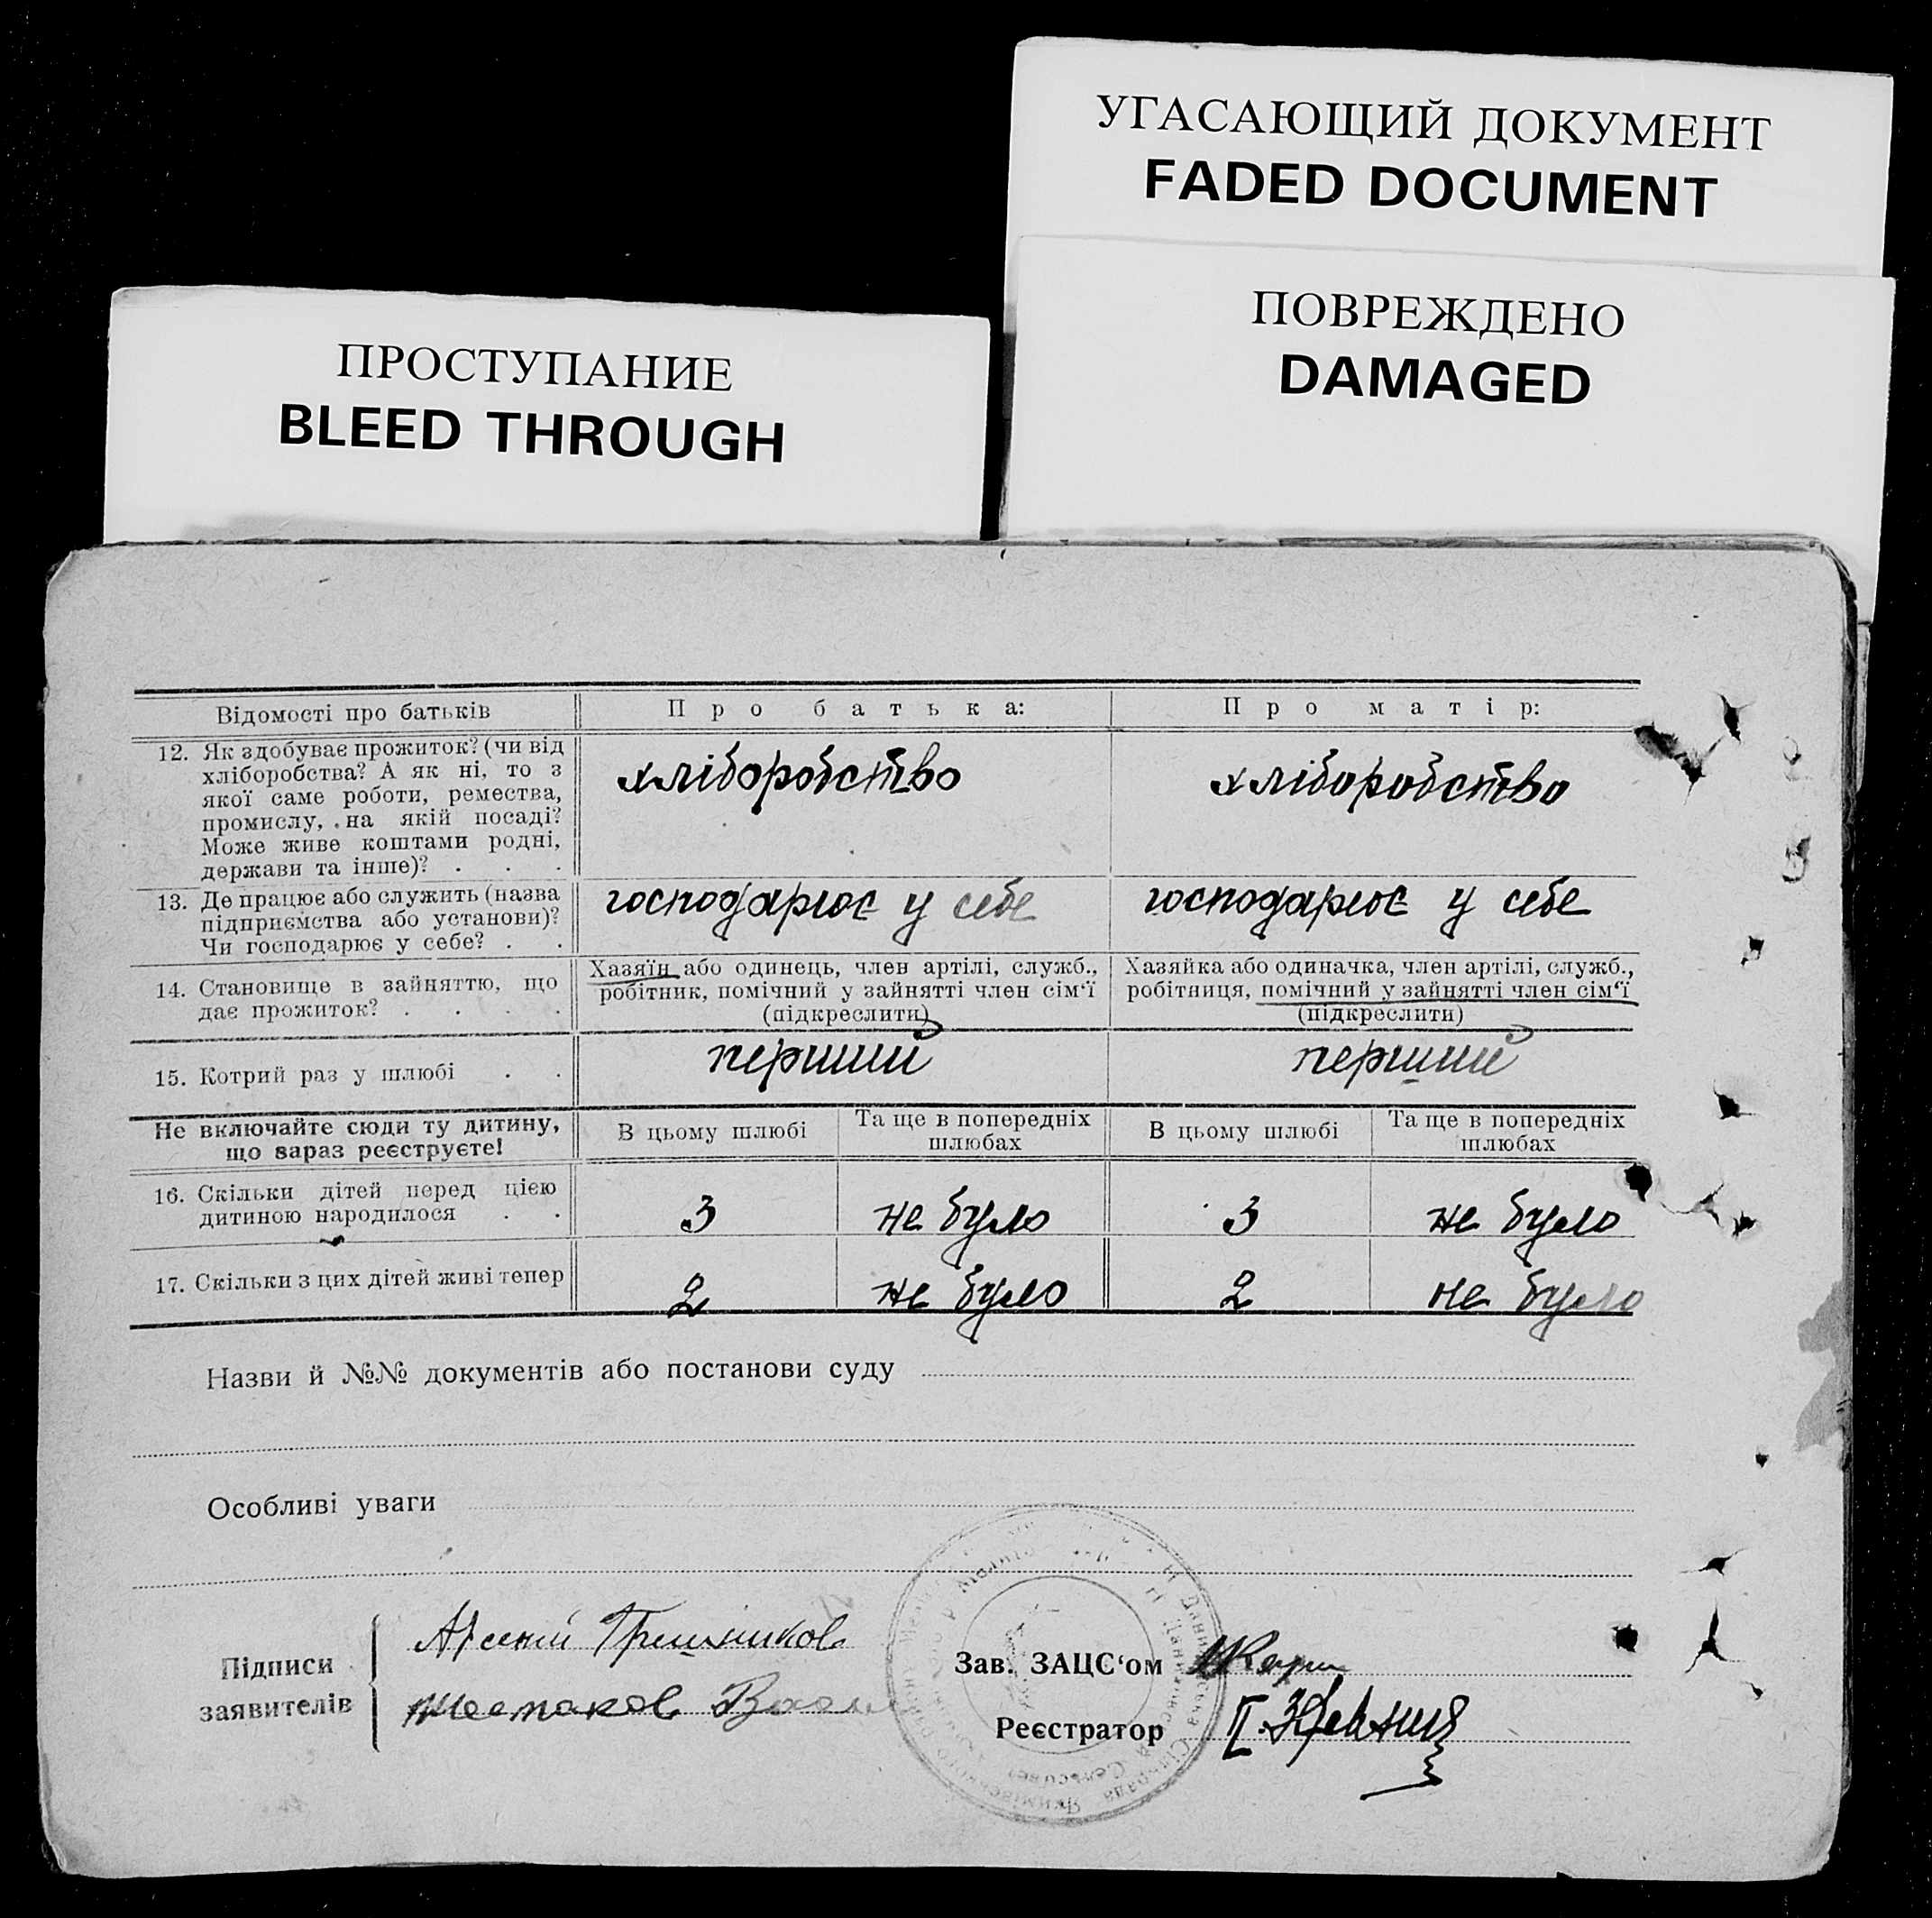 УГАСАЮЩИЙ ДОКУМЕНТ
FADED DOCUMENT
ПОВРЕЖДЕНО
DAMAGED
ПРОСТУПАНИЕ
BLEED THROUGH
Відомості про батьків
Про батька:
Про матір:
12. Як здобуває прожиток? (чи від
хліборобства? А як ні, то з
якої саме роботи, ремества,
промислу, на якій посаді?
Може живе коштами родні,
держави та інше)? . . .
хліборобство
хліборобство
13. Де працює або служить (назва
підприємства або установи)?
Чи господарює у себе? . .
господарює у себе
господарює у себе
14. Становище в зайняттю, що
дає прожиток? . . . .
Хазяїн або одинець, член артілі, служб.,
робітник, помічний у зайнятті член сім'ї
(підкреслити)
Хазяйка або одиначка, член артілі, служб.,
робітниця, помічний у зайнятті член сім'ї
(підкреслити)
15. Котрий раз у шлюбі . .
перший
перший
Не включайте сюди ту дитину,
що зараз реєструєте!
В цьому шлюбі
Та ще в попередніх
шлюбах
В цьому шлюбі
Та ще в попередніх
шлюбах
16. Скільки дітей перед цією
дитиною народилося . .
3
не було
3
не було
17. Скільки з цих дітей живі тепер
2
не було
2
не було
Назви й №№ документів або постанови суду
Особливі уваги
Підписи
заявителів
Арсений
Шестаков
Зав. ЗАЦС'ом
Реєстратор